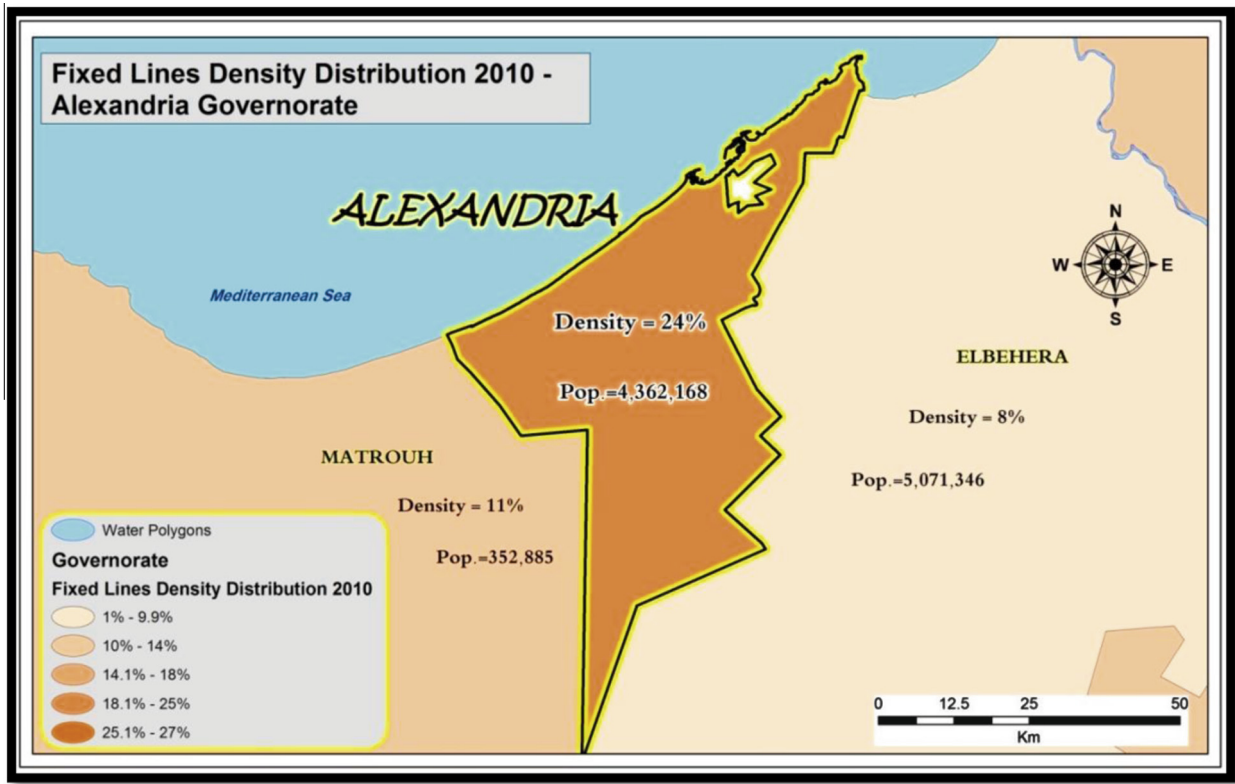 Fixed Lines Density Distribution 2010 -
Alexandria Governorate
ALEXANDRIA
Mediterranean Sea
N
W
E
S
Density = 24%
Pop.=4,362,168
ELBEHERA
Density = 8%
Pop.=5,071,346
MATROUH
Density = 11%
Pop.=352,885
Water Polygons
Governorate
Fixed Lines Density Distribution 2010
1% - 9.9%
10% - 14%
14.1% - 18%
18.1% - 25%
25.1% - 27%
0 12.5 25 50
Km